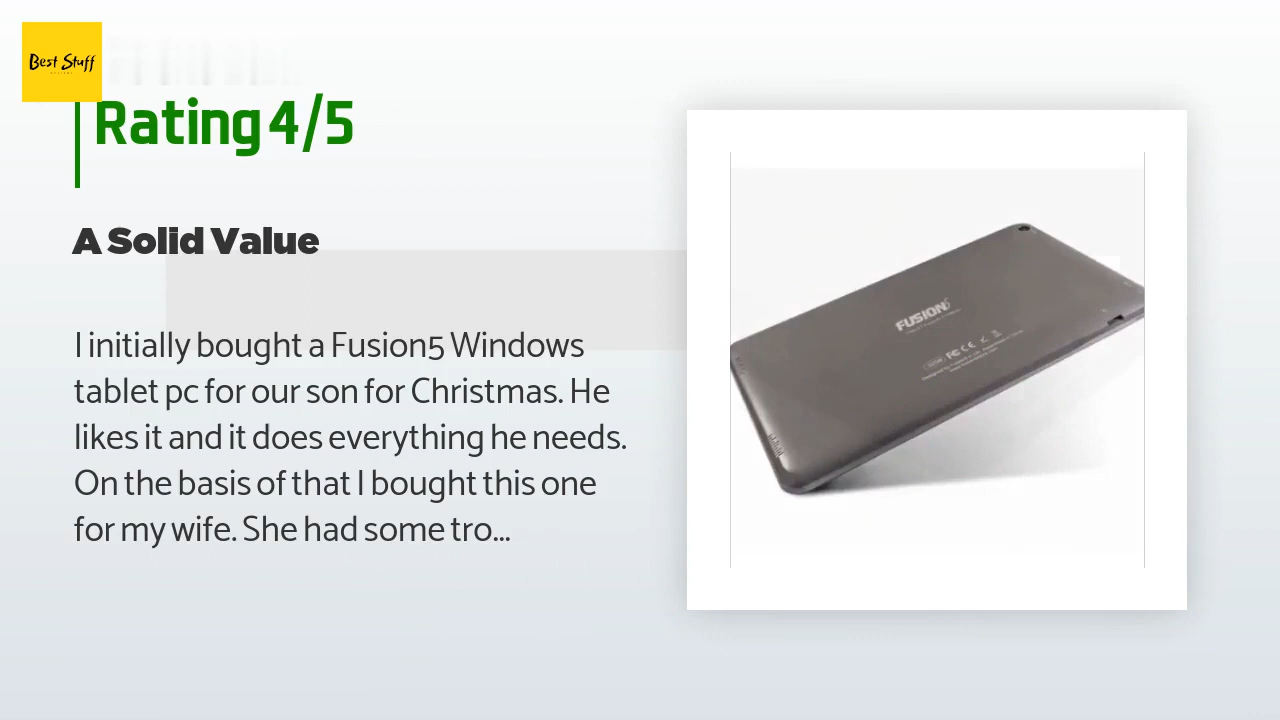 Best Stuff
Rating 4/5
A Solid Value
I initially bought a Fusion5 Windows
tablet pc for our son for Christmas. He
likes it and it does everything he needs.
On the basis of that I bought this one
for my wife. She had some tro...
FUSION5
FC CE